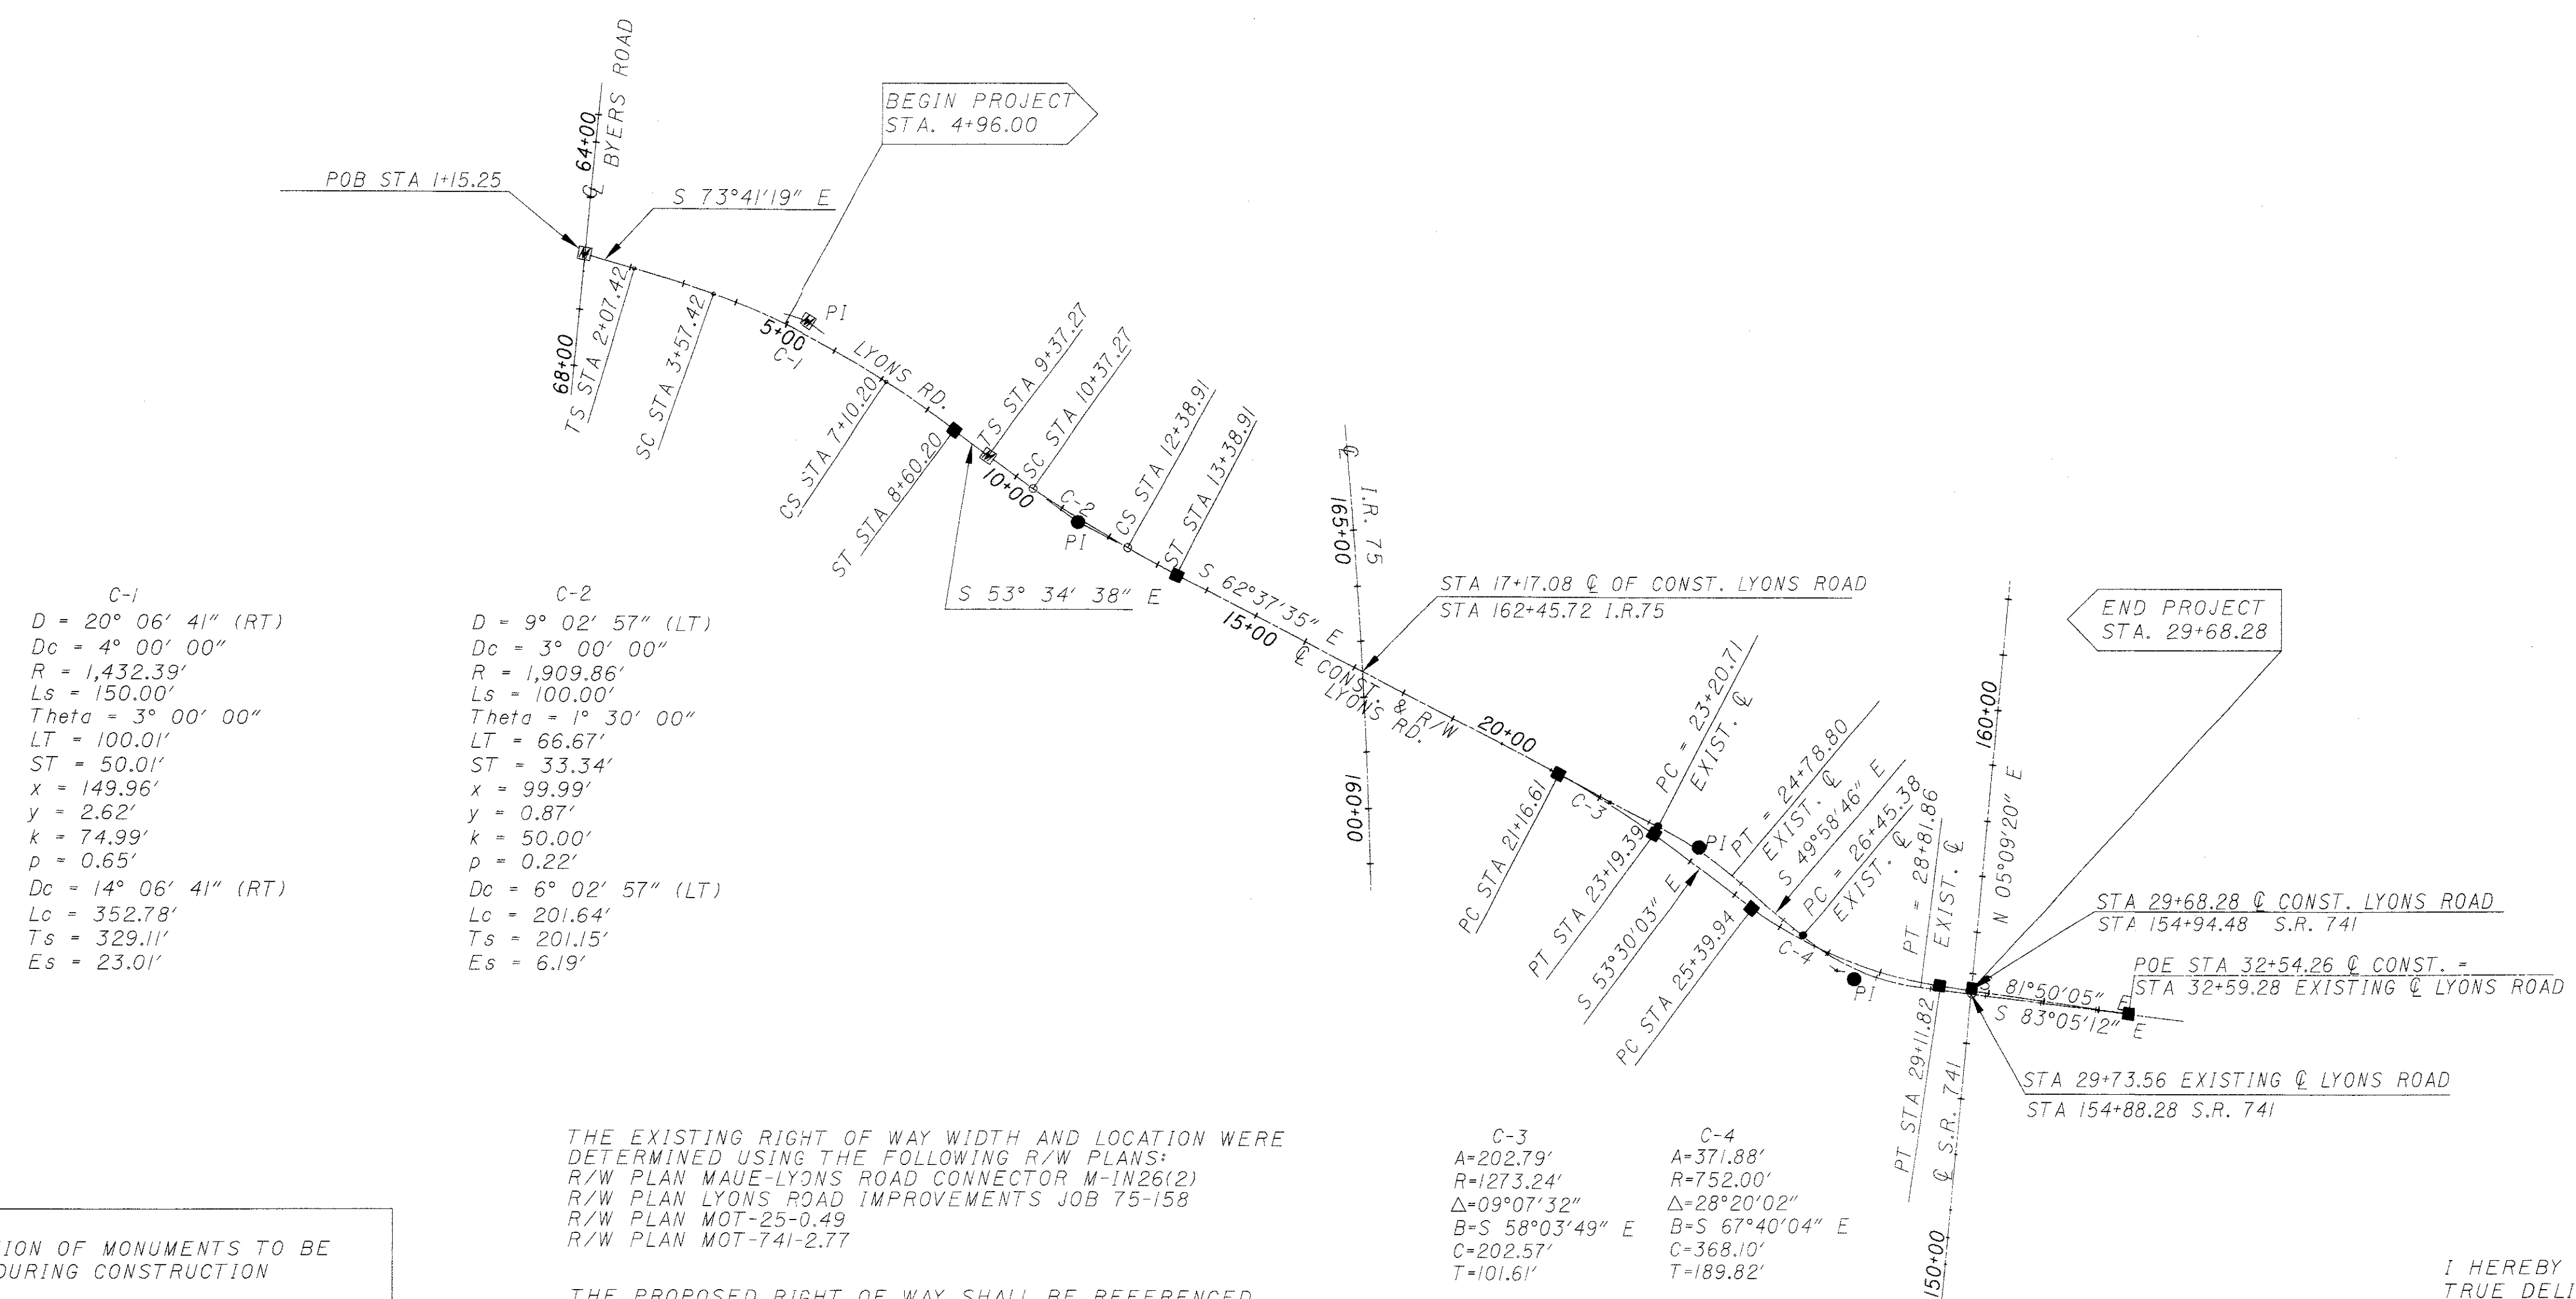 BYERS ROAD
℄
64+00
68+00
BEGIN PROJECT
STA. 4+96.00
POB STA 1+15.25
S 73°41'19" E
TS STA 2+07.42
SC STA 3+57.42
PI
5+00
C-1
LYONS RD.
CS STA 7+10.20
ST STA 8+60.20
TS STA 9+37.27
SC STA 10+37.27
10+00
C-2
PI
CS STA 12+38.91
ST STA 13+38.91
S 53° 34' 38" E
S 62°37'35" E
15+00
℄ CONST. & R/W
LYONS RD.
℄
I.R. 75
165+00
160+00
STA 17+17.08 ℄ OF CONST. LYONS ROAD
STA 162+45.72 I.R.75
20+00
PC STA 21+16.61
C-3
PC = 23+20.71
EXIST. ℄
PT STA 23+19.39
PI
PT = 24+78.80
EXIST. ℄
S 49°58'46" E
S 53°30'03" E
PC = 26+45.38
EXIST. ℄
PC STA 25+39.94
C-4
PI
PT = 28+81.86
EXIST. ℄
PT STA 29+11.82
℄ S.R. 741
150+00
160+00
N 05°09'20" E
END PROJECT
STA. 29+68.28
STA 29+68.28 ℄ CONST. LYONS ROAD
STA 154+94.48 S.R. 741
POE STA 32+54.26 ℄ CONST. =
STA 32+59.28 EXISTING ℄ LYONS ROAD
S 81°50'05" E
S 83°05'12" E
STA 29+73.56 EXISTING ℄ LYONS ROAD
STA 154+88.28 S.R. 741
C-1
D = 20° 06' 41" (RT)
Dc = 4° 00' 00"
R = 1,432.39'
Ls = 150.00'
Theta = 3° 00' 00"
LT = 100.01'
ST = 50.01'
x = 149.96'
y = 2.62'
k = 74.99'
p = 0.65'
Dc = 14° 06' 41" (RT)
Lc = 352.78'
Ts = 329.11'
Es = 23.01'
C-2
D = 9° 02' 57" (LT)
Dc = 3° 00' 00"
R = 1,909.86'
Ls = 100.00'
Theta = 1° 30' 00"
LT = 66.67'
ST = 33.34'
x = 99.99'
y = 0.87'
k = 50.00'
p = 0.22'
Dc = 6° 02' 57" (LT)
Lc = 201.64'
Ts = 201.15'
Es = 6.19'
THE EXISTING RIGHT OF WAY WIDTH AND LOCATION WERE
DETERMINED USING THE FOLLOWING R/W PLANS:
R/W PLAN MAUE-LYONS ROAD CONNECTOR M-IN26(2)
R/W PLAN LYONS ROAD IMPROVEMENTS JOB 75-158
R/W PLAN MOT-25-0.49
R/W PLAN MOT-741-2.77
THE PROPOSED RIGHT OF WAY SHALL BE REFERENCED
C-3
A=202.79'
R=1273.24'
Δ=09°07'32"
B=S 58°03'49" E
C=202.57'
T=101.61'
C-4
A=371.88'
R=752.00'
Δ=28°20'02"
B=S 67°40'04" E
C=368.10'
T=189.82'
ION OF MONUMENTS TO BE
DURING CONSTRUCTION
I HEREBY
TRUE DELI